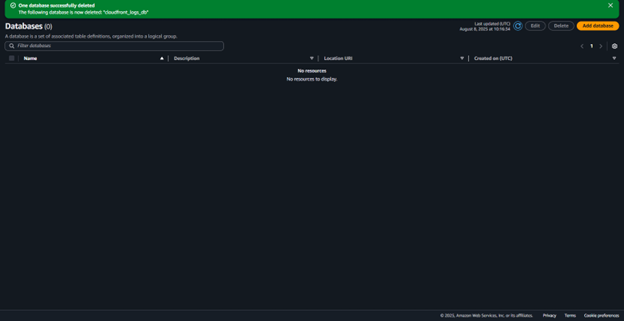 One database successfully deleted
The following database is now deleted: "cloudfront_logs_db"
Databases (0)
Last updated (UTC)
August 8, 2023 at 10:16:34
Edit
Delete
Add database
A database is a set of associated table definitions, organized into a logical group.
Filter databases
1
Name
Description
Location URI
Created on (UTC)
No resources
No resources to display.
© 2023, Amazon Web Services, Inc. or its affiliates.
Privacy
Terms
Cookie preferences